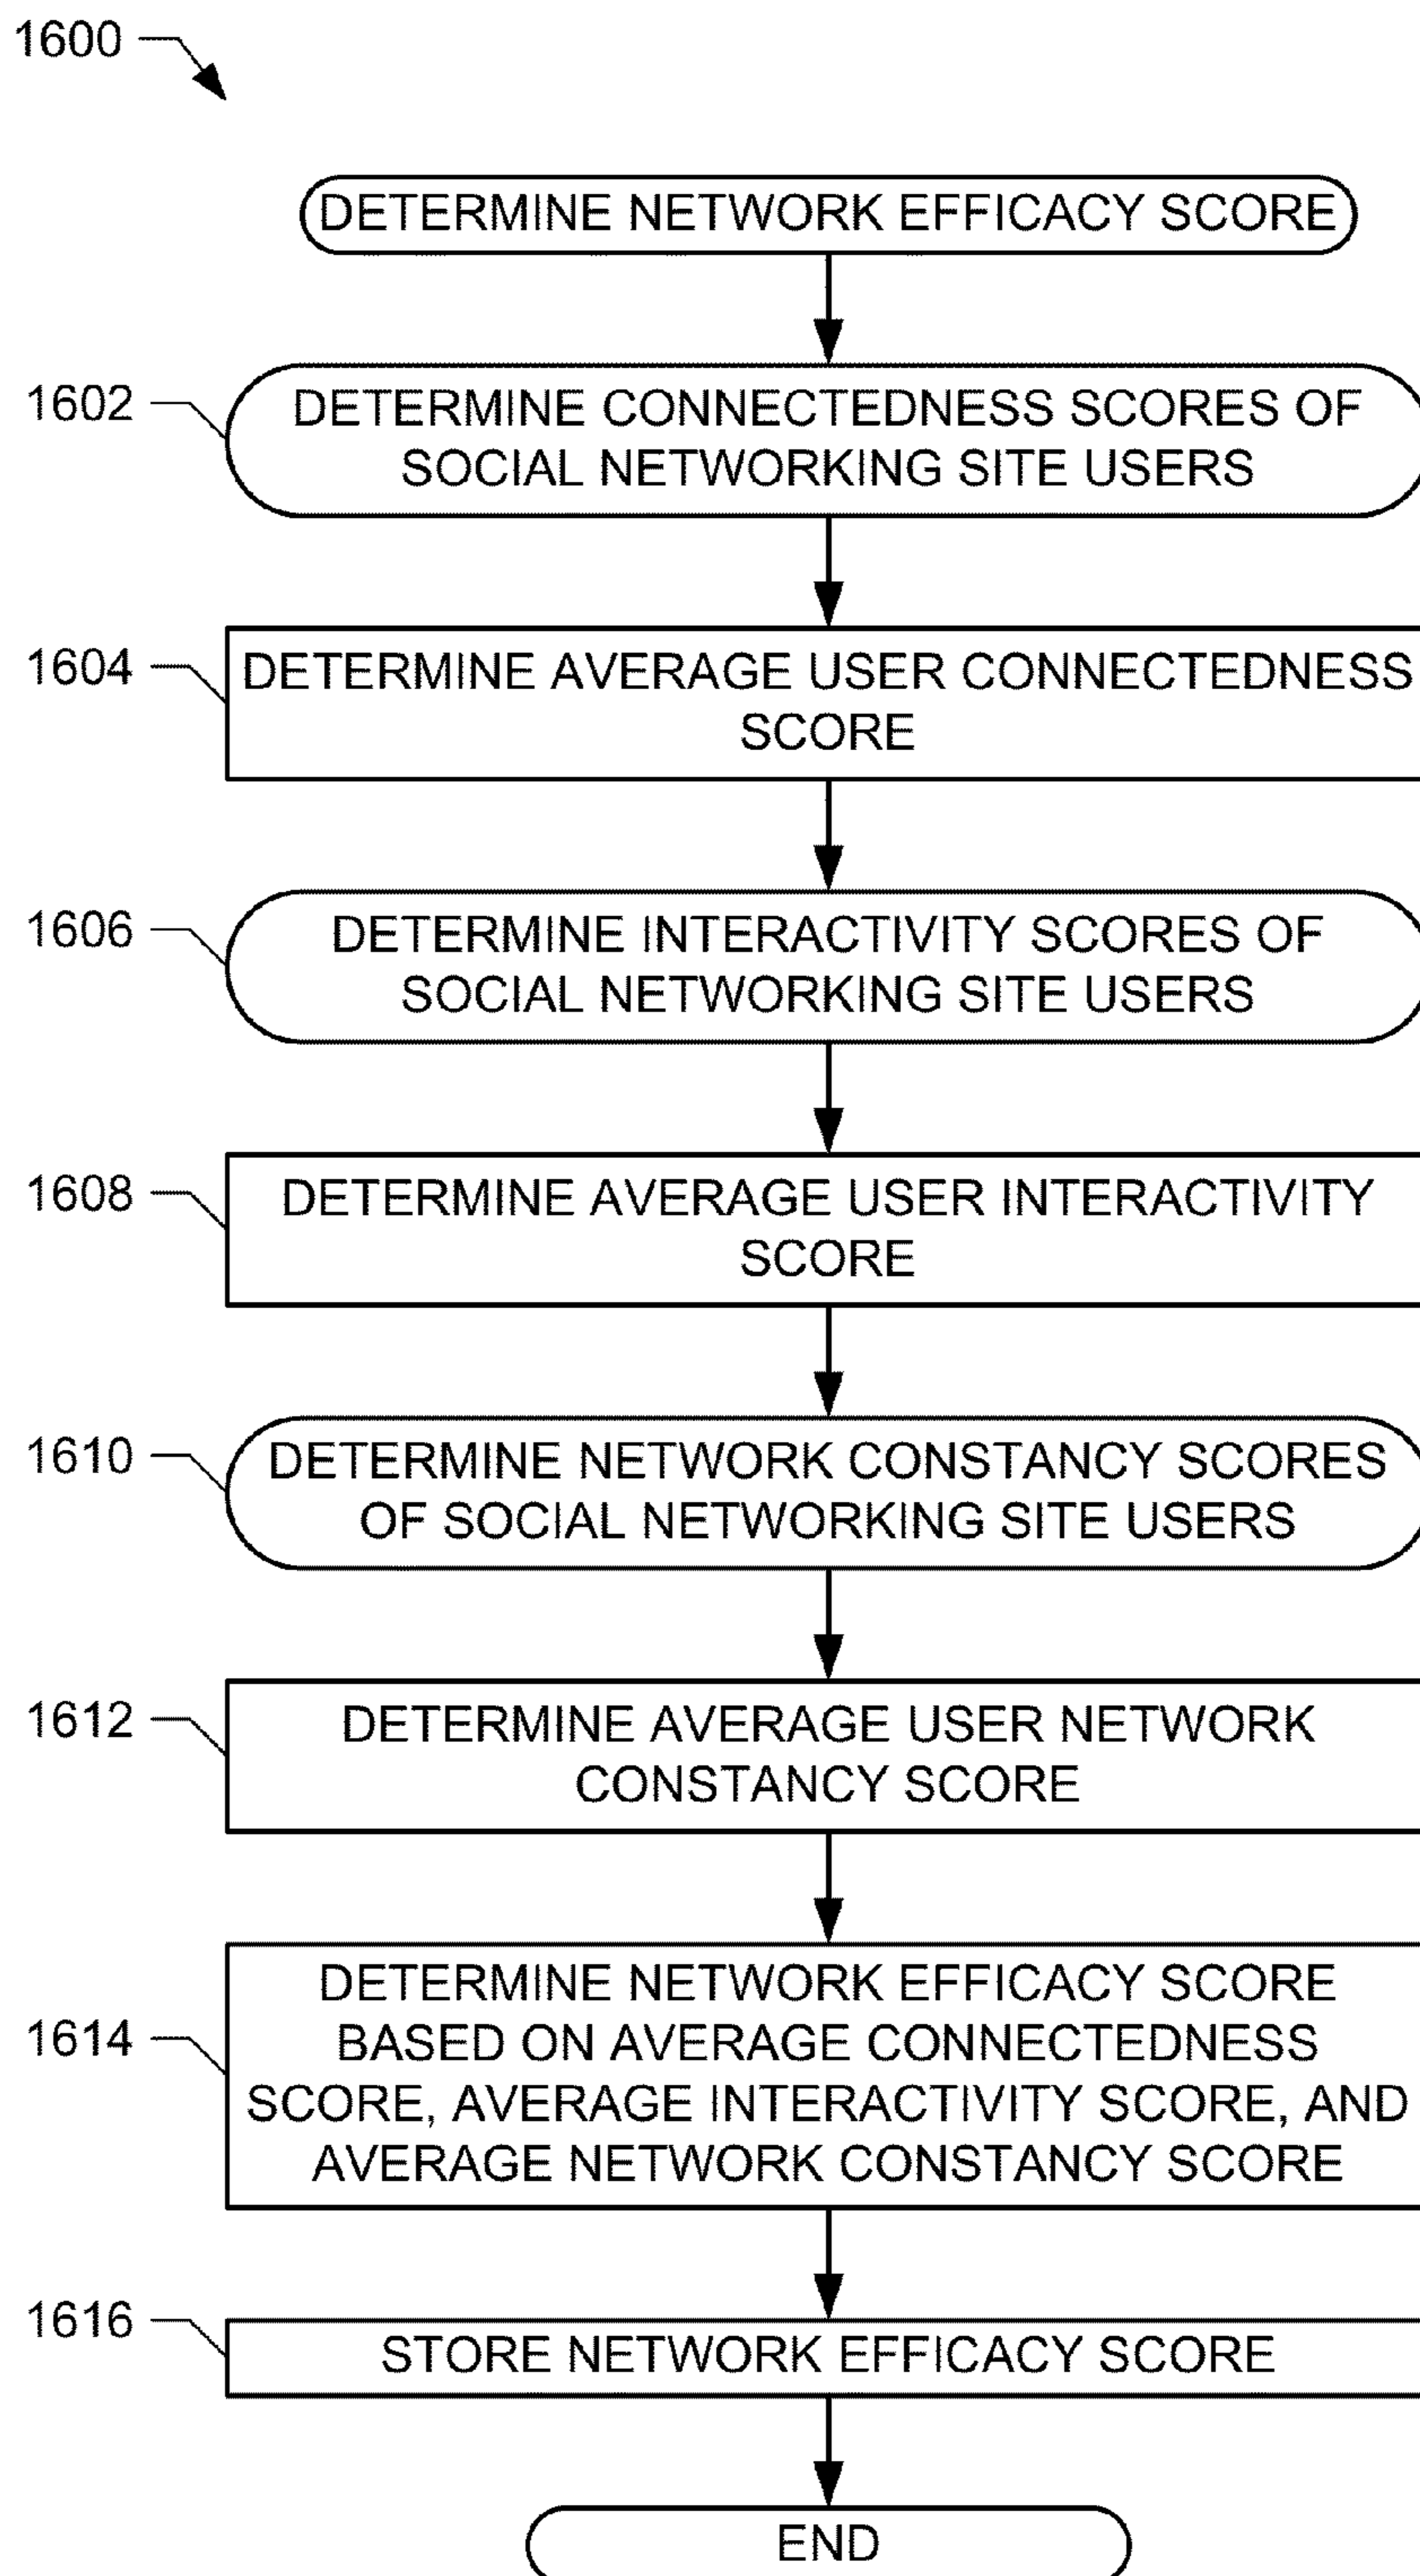 1600
DETERMINE NETWORK EFFICACY SCORE
1602
DETERMINE CONNECTEDNESS SCORES OF
SOCIAL NETWORKING SITE USERS
1604
DETERMINE AVERAGE USER CONNECTEDNESS
SCORE
1606
DETERMINE INTERACTIVITY SCORES OF
SOCIAL NETWORKING SITE USERS
1608
DETERMINE AVERAGE USER INTERACTIVITY
SCORE
1610
DETERMINE NETWORK CONSTANCY SCORES
OF SOCIAL NETWORKING SITE USERS
1612
DETERMINE AVERAGE USER NETWORK
CONSTANCY SCORE
1614
DETERMINE NETWORK EFFICACY SCORE
BASED ON AVERAGE CONNECTEDNESS
SCORE, AVERAGE INTERACTIVITY SCORE, AND
AVERAGE NETWORK CONSTANCY SCORE
1616
STORE NETWORK EFFICACY SCORE
END